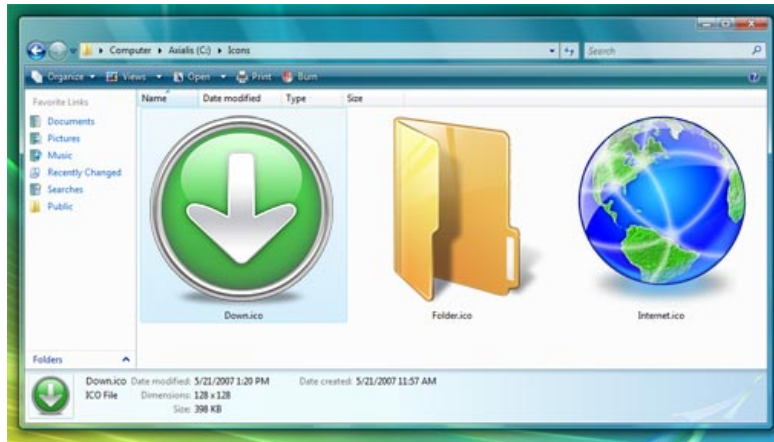 Computer ▸ Axialis (C:) ▸ Icons
Search
Organize Views Open Print Burn
Favorite Links
Name Date modified Type Size
Documents
Pictures
Music
Recently Changed
Searches
Public
Down.ico Folder.ico Internet.ico
Folders
Down.ico Date modified: 5/21/2007 1:20 PM Date created: 5/21/2007 11:57 AM
ICO File Dimensions: 128 x 128
Size: 398 KB